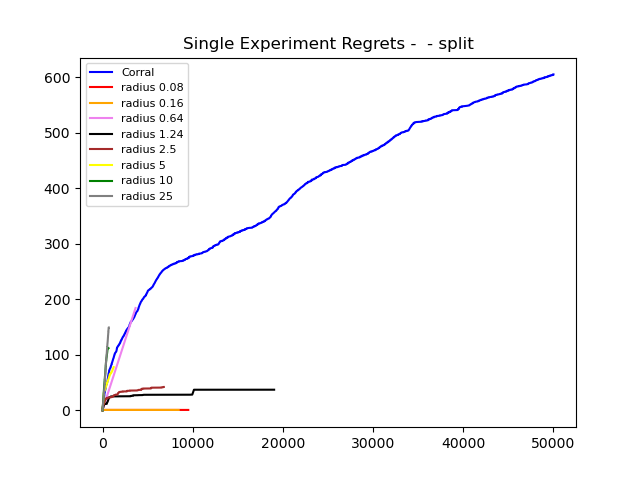 Single Experiment Regrets -  - split
Corral
radius 0.08
radius 0.16
radius 0.64
radius 1.24
radius 2.5
radius 5
radius 10
radius 25
600
500
400
300
200
100
0
0 10000 20000 30000 40000 50000